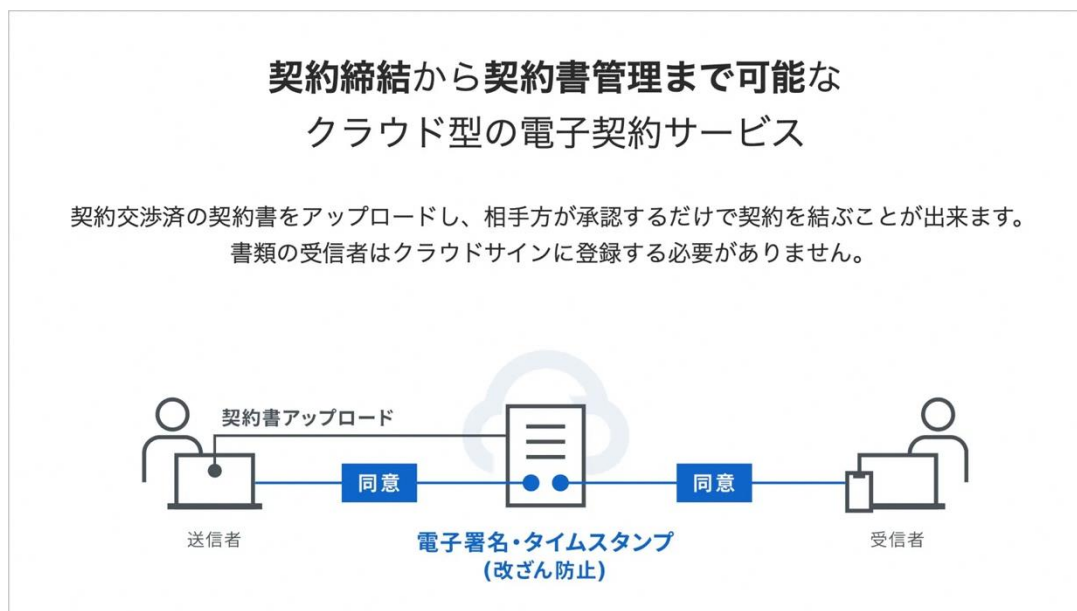 契約締結から契約書管理まで可能な
クラウド型の電子契約サービス
契約交渉済の契約書をアップロードし、相手方が承認するだけで契約を結ぶことが出来ます。
書類の受信者はクラウドサインに登録する必要がありません。
契約書アップロード
同意
同意
送信者
電子署名・タイムスタンプ
(改ざん防止)
受信者